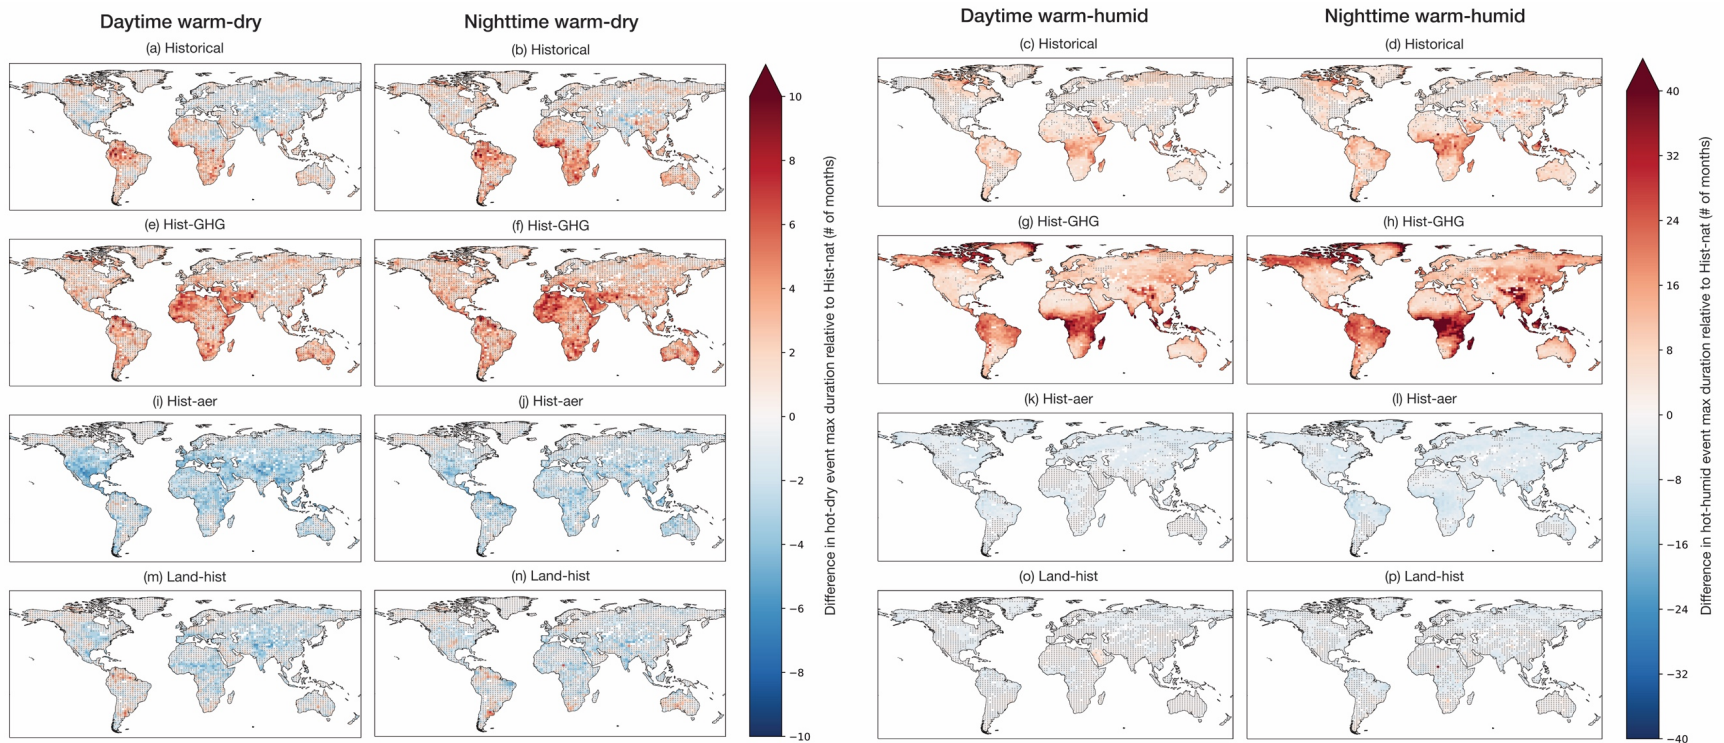 Daytime warm-dry
Nighttime warm-dry
Daytime warm-humid
Nighttime warm-humid
(a) Historical
(b) Historical
(c) Historical
(d) Historical
(e) Hist-GHG
(f) Hist-GHG
(g) Hist-GHG
(h) Hist-GHG
(i) Hist-aer
(j) Hist-aer
(k) Hist-aer
(l) Hist-aer
(m) Land-hist
(n) Land-hist
(o) Land-hist
(p) Land-hist
10
8
6
4
2
0
−2
−4
−6
−8
−10
Difference in hot-dry event max duration relative to Hist-nat (# of months)
40
32
24
16
8
0
−8
−16
−24
−32
−40
Difference in hot-humid event max duration relative to Hist-nat (# of months)